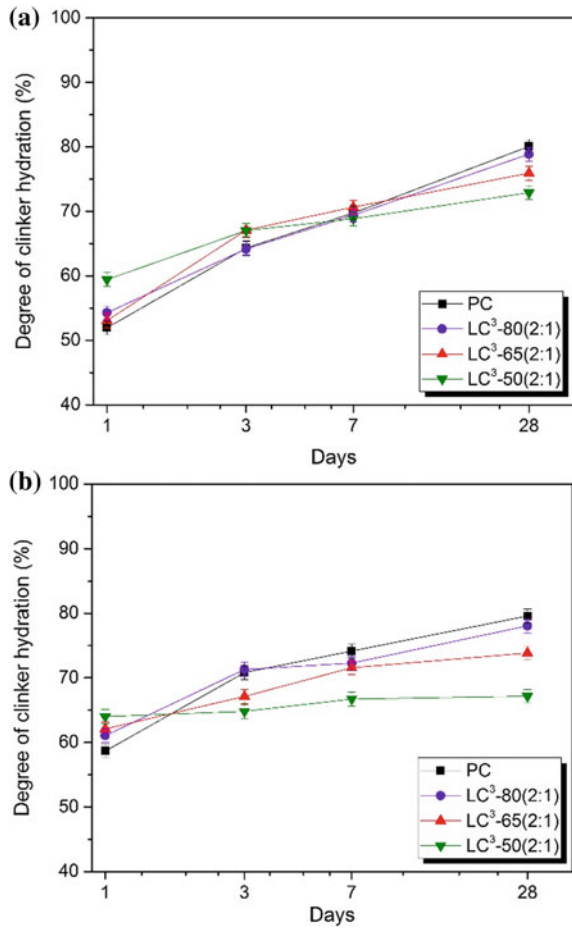 (a)
100
90
80
70
60
50
40
Degree of clinker hydration (%)
PC
LC³-80(2:1)
LC³-65(2:1)
LC³-50(2:1)
1 3 7 28
Days
(b)
100
90
80
70
60
50
40
Degree of clinker hydration (%)
PC
LC³-80(2:1)
LC³-65(2:1)
LC³-50(2:1)
1 3 7 28
Days